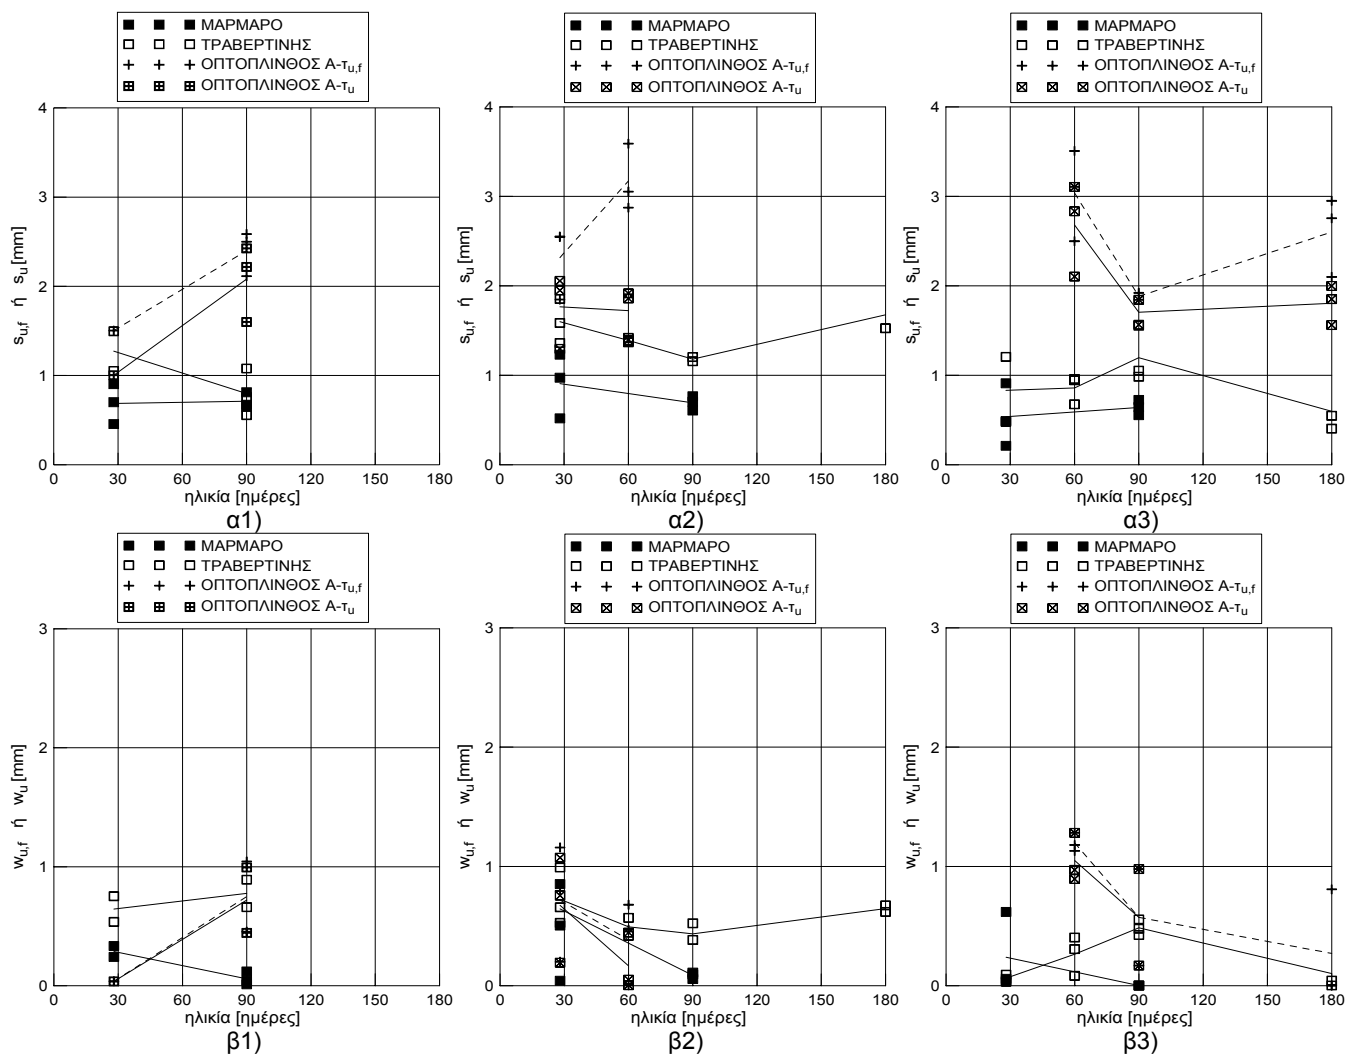 ΜΑΡΜΑΡΟ
ΤΡΑΒΕΡΤΙΝΗΣ
ΟΠΤΟΠΛΙΝΘΟΣ Α-τu,f
ΟΠΤΟΠΛΙΝΘΟΣ Α-τu
4
3
2
1
0
su,f ή su [mm]
0 30 60 90 120 150 180
ηλικία [ημέρες]
α1)
ΜΑΡΜΑΡΟ
ΤΡΑΒΕΡΤΙΝΗΣ
ΟΠΤΟΠΛΙΝΘΟΣ Α-τu,f
ΟΠΤΟΠΛΙΝΘΟΣ Α-τu
4
3
2
1
0
su,f ή su [mm]
0 30 60 90 120 150 180
ηλικία [ημέρες]
α2)
ΜΑΡΜΑΡΟ
ΤΡΑΒΕΡΤΙΝΗΣ
ΟΠΤΟΠΛΙΝΘΟΣ Α-τu,f
ΟΠΤΟΠΛΙΝΘΟΣ Α-τu
4
3
2
1
0
su,f ή su [mm]
0 30 60 90 120 150 180
ηλικία [ημέρες]
α3)
ΜΑΡΜΑΡΟ
ΤΡΑΒΕΡΤΙΝΗΣ
ΟΠΤΟΠΛΙΝΘΟΣ Α-τu,f
ΟΠΤΟΠΛΙΝΘΟΣ Α-τu
3
2
1
0
wu,f ή wu [mm]
0 30 60 90 120 150 180
ηλικία [ημέρες]
β1)
ΜΑΡΜΑΡΟ
ΤΡΑΒΕΡΤΙΝΗΣ
ΟΠΤΟΠΛΙΝΘΟΣ Α-τu,f
ΟΠΤΟΠΛΙΝΘΟΣ Α-τu
3
2
1
0
wu,f ή wu [mm]
0 30 60 90 120 150 180
ηλικία [ημέρες]
β2)
ΜΑΡΜΑΡΟ
ΤΡΑΒΕΡΤΙΝΗΣ
ΟΠΤΟΠΛΙΝΘΟΣ Α-τu,f
ΟΠΤΟΠΛΙΝΘΟΣ Α-τu
3
2
1
0
wu,f ή wu [mm]
0 30 60 90 120 150 180
ηλικία [ημέρες]
β3)